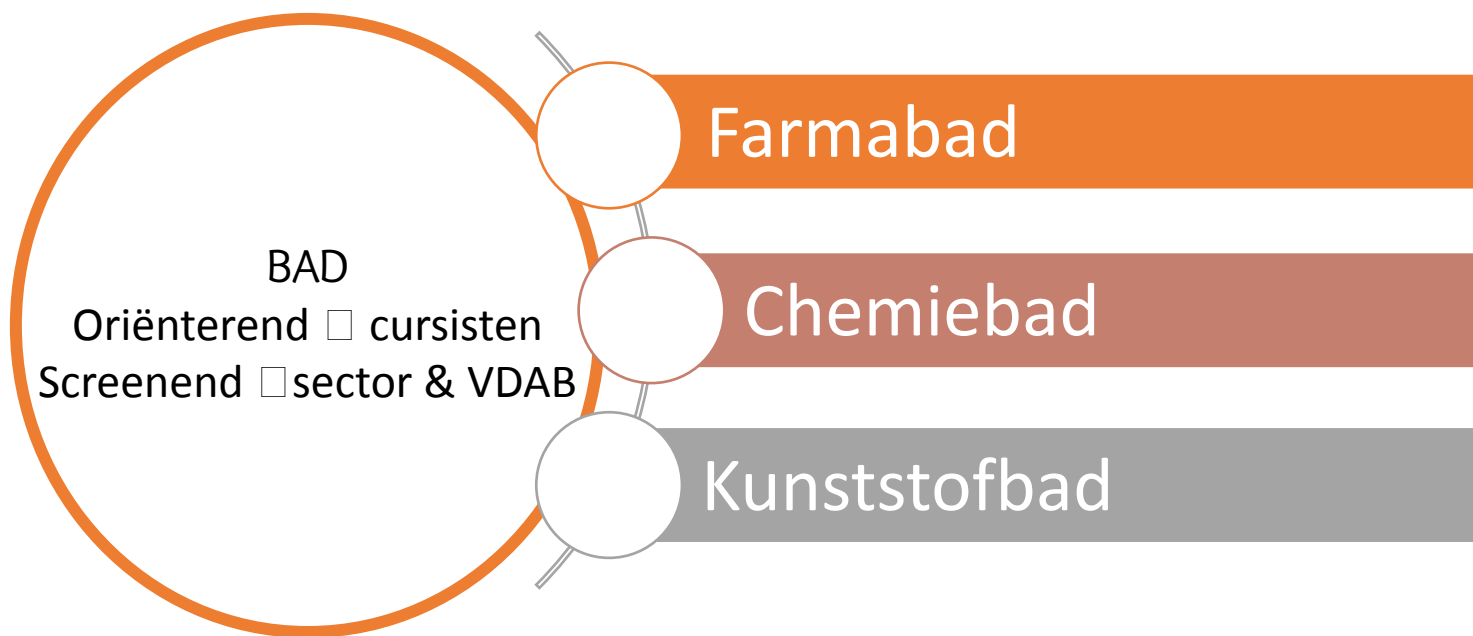 BAD
Oriënterend □ cursisten
Screenend □sector & VDAB
Farmabad
Chemiebad
Kunststofbad